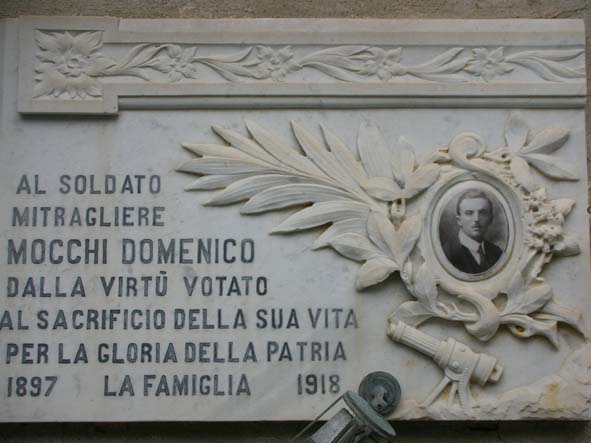 AL SOLDATO
MITRAGLIERE
MOCCHI DOMENICO
DALLA VIRTŪ VOTATO
AL SACRIFICIO DELLA SUA VITA
PER LA GLORIA DELLA PATRIA
1897 LA FAMIGLIA 1918